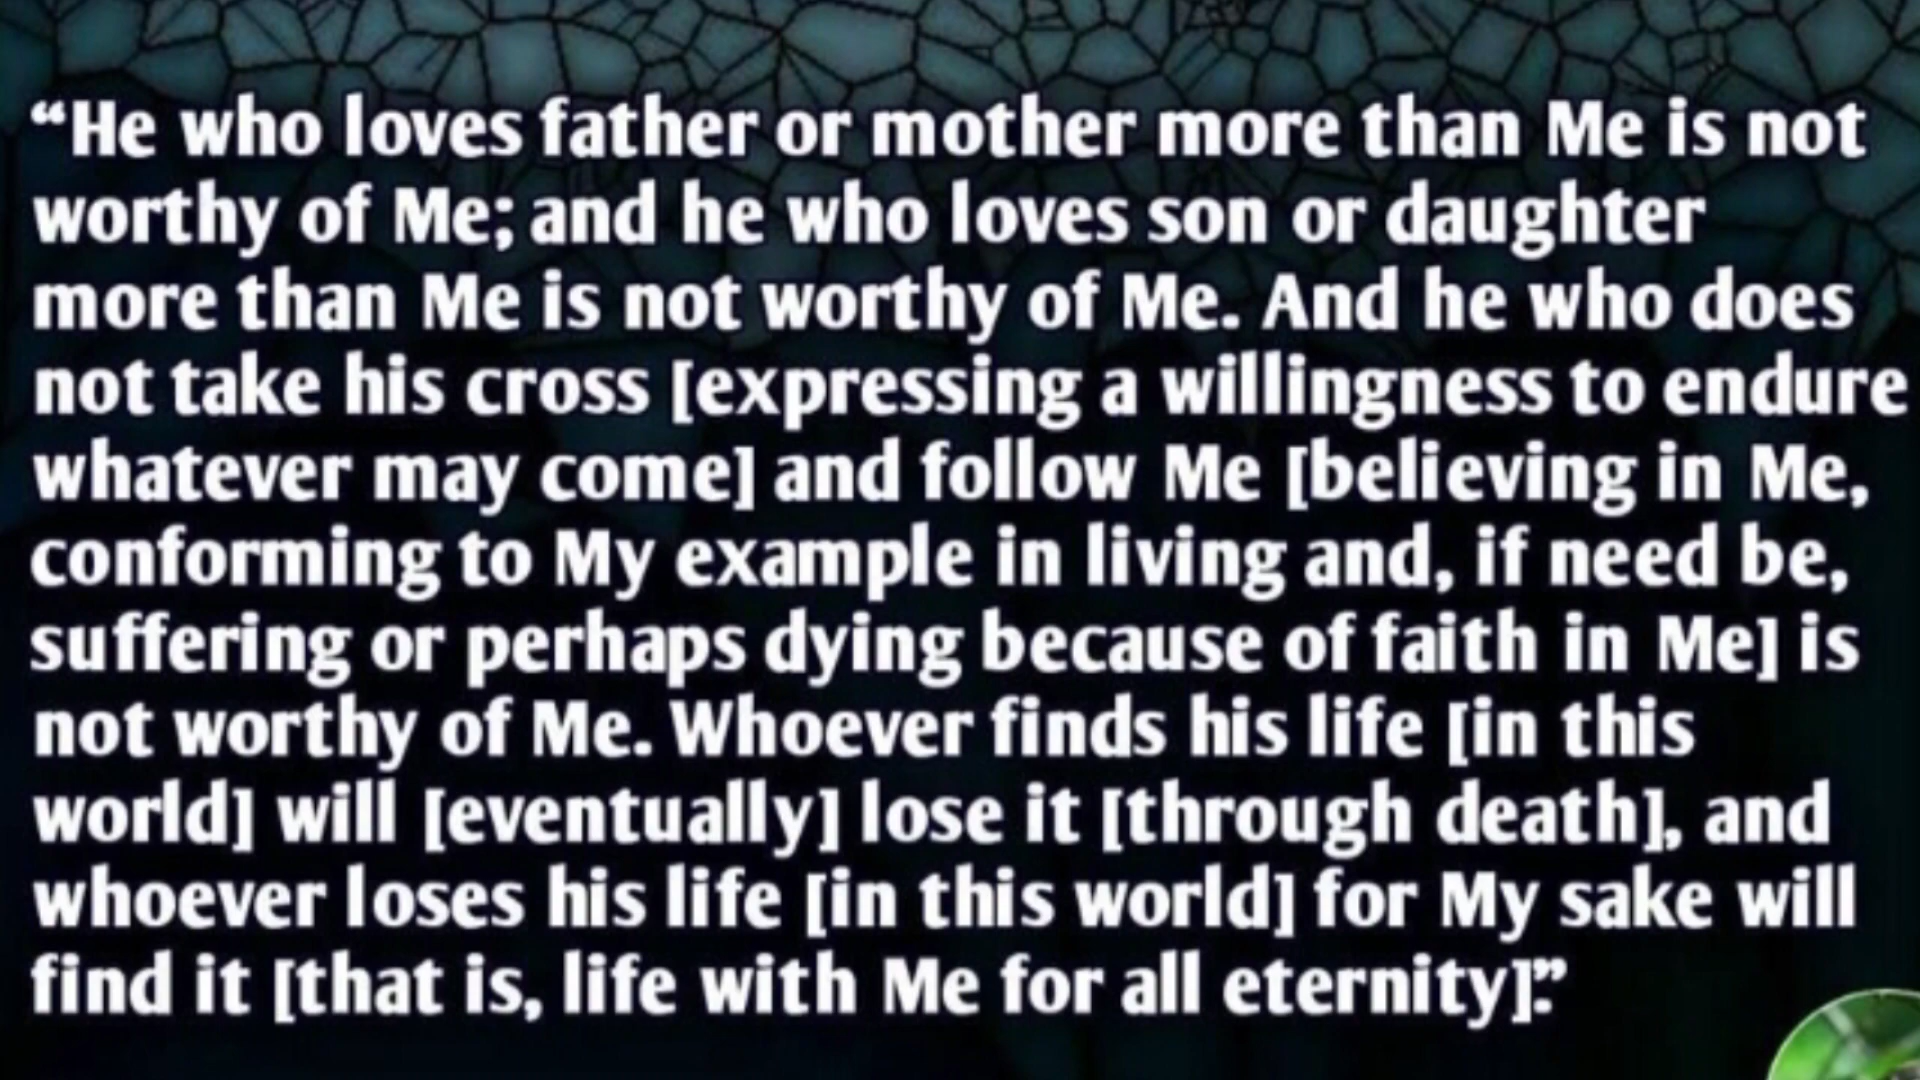 “He who loves father or mother more than Me is not
worthy of Me; and he who loves son or daughter
more than Me is not worthy of Me. And he who does
not take his cross [expressing a willingness to endure
whatever may come] and follow Me [believing in Me,
conforming to My example in living and, if need be,
suffering or perhaps dying because of faith in Me] is
not worthy of Me. Whoever finds his life [in this
world] will [eventually] lose it [through death], and
whoever loses his life [in this world] for My sake will
find it [that is, life with Me for all eternity].”